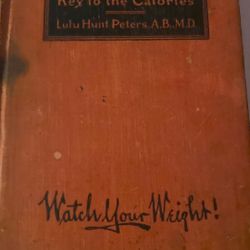 Key to the Calories
Lulu Hunt Peters, A.B., M.D.
Watch Your Weight!